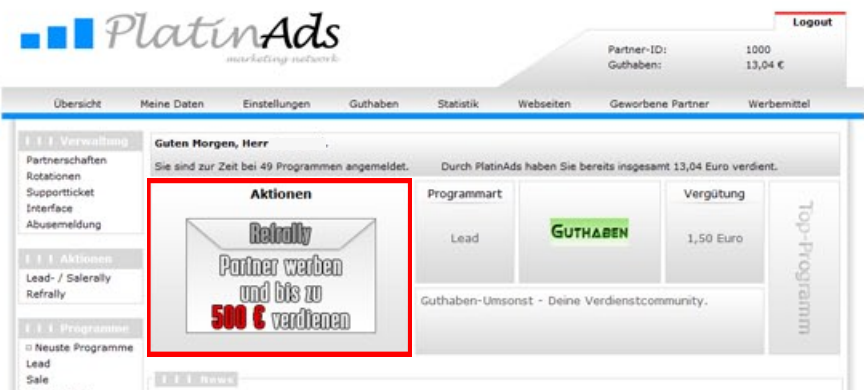 PlatinAds
marketing network
Logout
Partner-ID: 1000
Guthaben: 13,04 €
Übersicht Meine Daten Einstellungen Guthaben Statistik Webseiten Geworbene Partner Werbemittel
Verwaltung
Partnerschaften
Rotationen
Supportticket
Interface
Abusemeldung
Aktionen
Lead- / Salerally
Refrally
Programme
Neuste Programme
Lead
Sale
Guten Morgen, Herr .
Sie sind zur Zeit bei 49 Programmen angemeldet. Durch PlatinAds haben Sie bereits insgesamt 13,04 Euro verdient.
Aktionen
Refrally
Partner werben
und bis zu
500 € verdienen
Programmart
Lead
GUTHABEN
Vergütung
1,50 Euro
Guthaben-Umsonst - Deine Verdienstcommunity.
Top-Programm
News